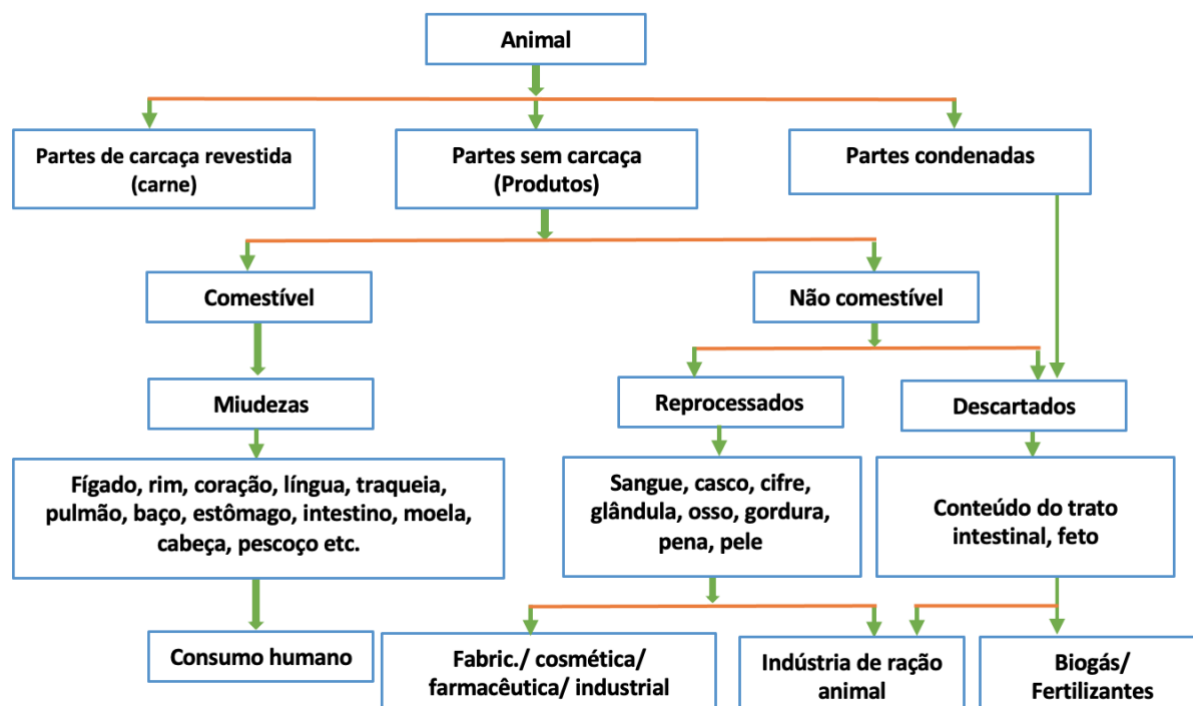 Animal
Partes de carcaça revestida
(carne)
Partes sem carcaça
(Produtos)
Partes condenadas
Comestível
Não comestível
Miudezas
Reprocessados
Descartados
Fígado, rim, coração, língua, traqueia,
pulmão, baço, estômago, intestino, moela,
cabeça, pescoço etc.
Sangue, casco, cifre,
glândula, osso, gordura,
pena, pele
Conteúdo do trato
intestinal, feto
Consumo humano
Fabric./ cosmética/
farmacêutica/ industrial
Indústria de ração
animal
Biogás/
Fertilizantes